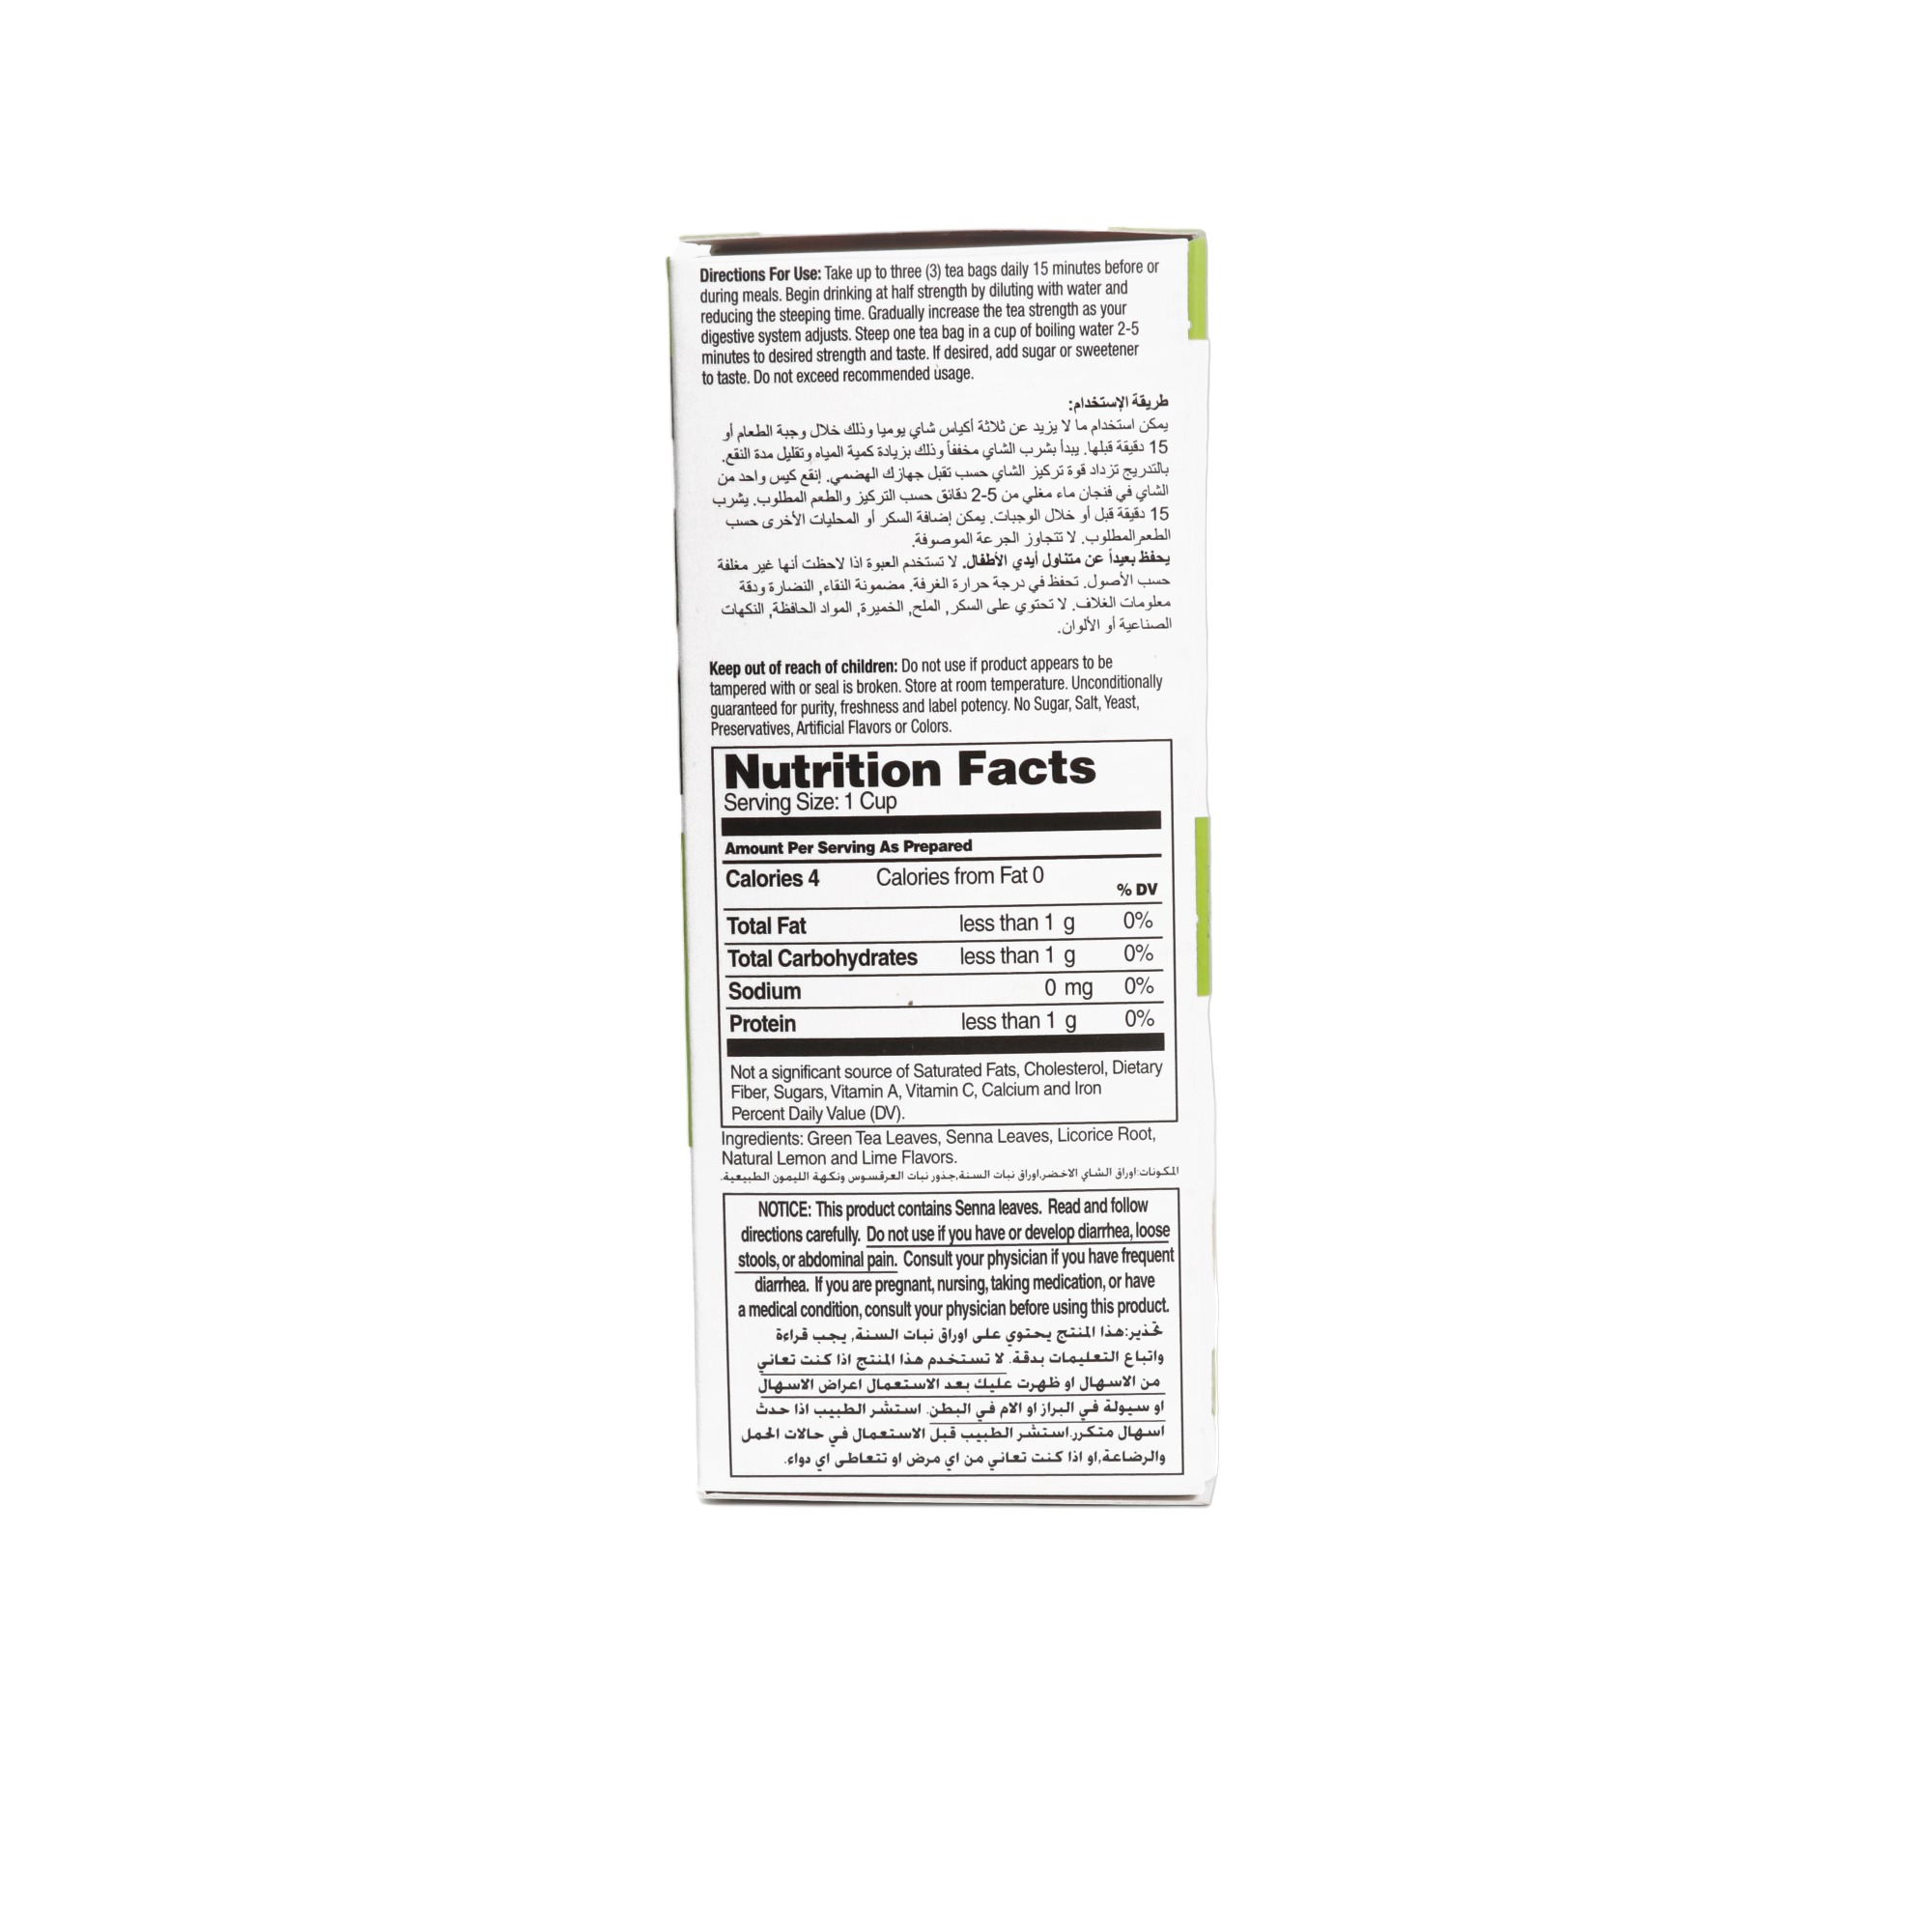 Directions For Use: Take up to three (3) tea bags daily 15 minutes before or
during meals. Begin drinking at half strength by diluting with water and
reducing the steeping time. Gradually increase the tea strength as your
digestive system adjusts. Steep one tea bag in a cup of boiling water 2-5
minutes to desired strength and taste. If desired, add sugar or sweetener
to taste. Do not exceed recommended usage.
طريقة الإستخدام:
يمكن استخدام ما لا يزيد عن ثلاثة أكياس شاي يوميا وذلك خلال وجبة الطعام أو
15 دقيقة قبلها. يبدأ بشرب الشاي مخففاً وذلك بزيادة كمية المياه وتقليل مدة النقع.
بالتدريج تزداد قوة تركيز الشاي حسب تقبل جهازك الهضمي. إنقع كيس واحد من
الشاي في فنجان ماء مغلي من 5-2 دقائق حسب التركيز والطعم المطلوب. يشرب
15 دقيقة قبل أو خلال الوجبات. يمكن إضافة السكر أو المحليات الأخرى حسب
الطعم المطلوب. لا تتجاوز الجرعة الموصوفة.
يحفظ بعيداً عن متناول أيدي الأطفال. لا تستخدم العبوة اذا لاحظت أنها غير مغلفة
حسب الأصول. تحفظ في درجة حرارة الغرفة. مضمونة النقاء, النضارة ودقة
معلومات الغلاف. لا تحتوي على السكر, الملح, الخميرة, المواد الحافظة, النكهات
الصناعية أو الألوان.
Keep out of reach of children: Do not use if product appears to be
tampered with or seal is broken. Store at room temperature. Unconditionally
guaranteed for purity, freshness and label potency. No Sugar, Salt, Yeast,
Preservatives, Artificial Flavors or Colors.
Nutrition Facts
Serving Size: 1 Cup
Amount Per Serving As Prepared
Calories 4 Calories from Fat 0
% DV
Total Fat less than 1 g 0%
Total Carbohydrates less than 1 g 0%
Sodium 0 mg 0%
Protein less than 1 g 0%
Not a significant source of Saturated Fats, Cholesterol, Dietary
Fiber, Sugars, Vitamin A, Vitamin C, Calcium and Iron
Percent Daily Value (DV).
Ingredients: Green Tea Leaves, Senna Leaves, Licorice Root,
Natural Lemon and Lime Flavors.
المكونات:اوراق الشاي الاخضر,اوراق نبات السنة,جذور نبات العرقسوس ونكهة الليمون الطبيعية.
NOTICE: This product contains Senna leaves. Read and follow
directions carefully. Do not use if you have or develop diarrhea, loose
stools, or abdominal pain. Consult your physician if you have frequent
diarrhea. If you are pregnant, nursing, taking medication, or have
a medical condition, consult your physician before using this product.
تحذير:هذا المنتج يحتوي على اوراق نبات السنة, يجب قراءة
واتباع التعليمات بدقة. لا تستخدم هذا المنتج اذا كنت تعاني
من الاسهال او ظهرت عليك بعد الاستعمال اعراض الاسهال
او سيولة في البراز او الام في البطن. استشر الطبيب اذا حدث
اسهال متكرر.استشر الطبيب قبل الاستعمال في حالات الحمل
والرضاعة,او اذا كنت تعاني من اي مرض او تتعاطى اي دواء.